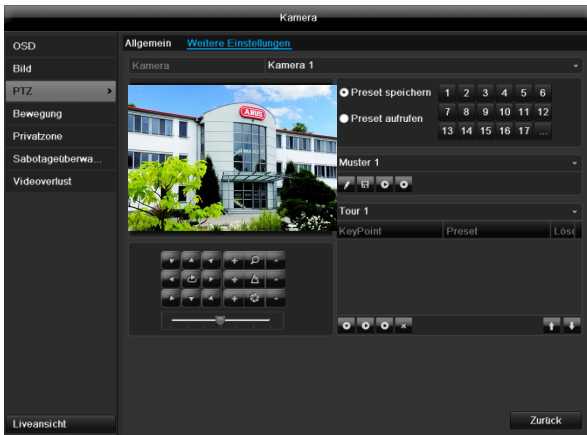 Kamera
OSD
Bild
PTZ
Bewegung
Privatzone
Sabotageüberwa...
Videoverlust
Liveansicht
Allgemein Weitere Einstellungen
Kamera Kamera 1
ABUS
Preset speichern
Preset aufrufen
1 2 3 4 5 6
7 8 9 10 11 12
13 14 15 16 17 ...
Muster 1
Tour 1
KeyPoint Preset Löse
Zurück